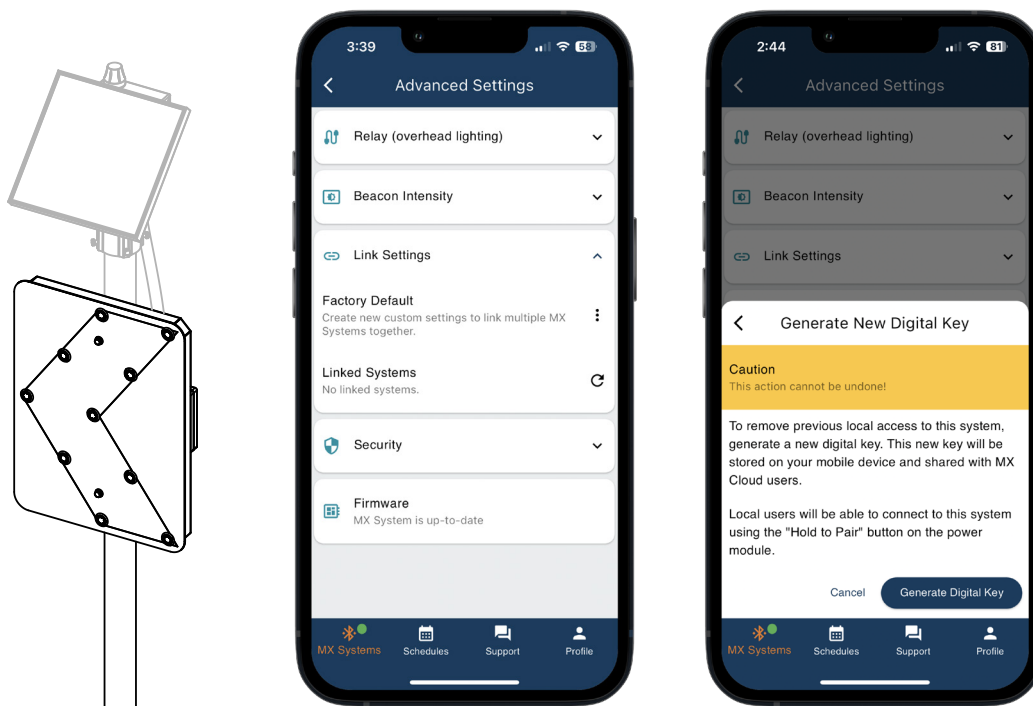 3:39
58
Advanced Settings
Relay (overhead lighting)
Beacon Intensity
Link Settings
Factory Default
Create new custom settings to link multiple MX
Systems together.
Linked Systems
No linked systems.
Security
Firmware
MX System is up-to-date
MX Systems
Schedules
Support
Profile
2:44
81
Advanced Settings
Relay (overhead lighting)
Beacon Intensity
Link Settings
Generate New Digital Key
Caution
This action cannot be undone!
To remove previous local access to this system,
generate a new digital key. This new key will be
stored on your mobile device and shared with MX
Cloud users.
Local users will be able to connect to this system
using the "Hold to Pair" button on the power
module.
Cancel
Generate Digital Key
MX Systems
Schedules
Support
Profile